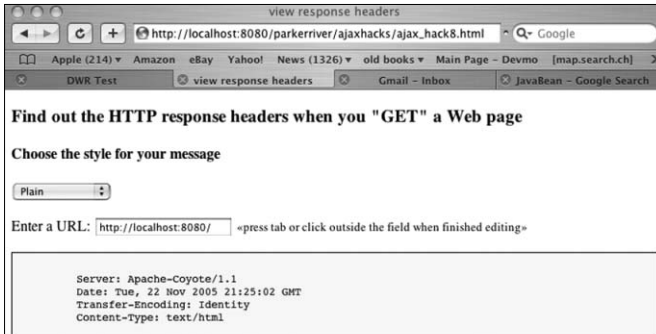 view response headers
http://localhost:8080/parkerriver/ajaxhacks/ajax_hack8.html Google
Apple (214) Amazon eBay Yahoo! News (1326) old books Main Page - Devmo [map.search.ch]
DWR Test view response headers Gmail - Inbox JavaBean - Google Search
Find out the HTTP response headers when you "GET" a Web page
Choose the style for your message
Plain
Enter a URL: http://localhost:8080/ «press tab or click outside the field when finished editing»
Server: Apache-Coyote/1.1
Date: Tue, 22 Nov 2005 21:25:02 GMT
Transfer-Encoding: Identity
Content-Type: text/html